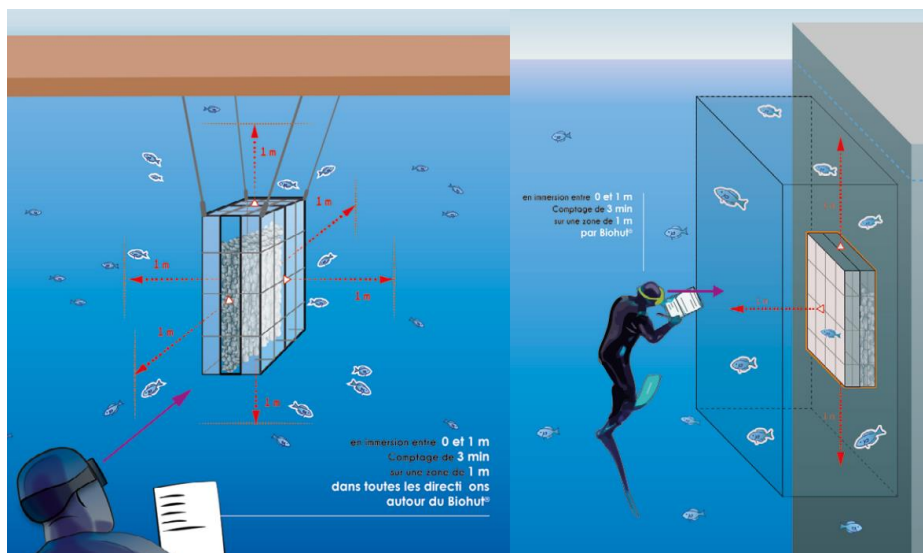 1 m
1 m
1 m
1 m
1 m
1 m
en immersion entre 0 et 1 m
Comptage de 3 min
sur une zone de 1 m
dans toutes les directi ons
autour du Biohut®
en immersion entre 0 et 1 m
Comptage de 3 min
sur une zone de 1 m
par Biohut®